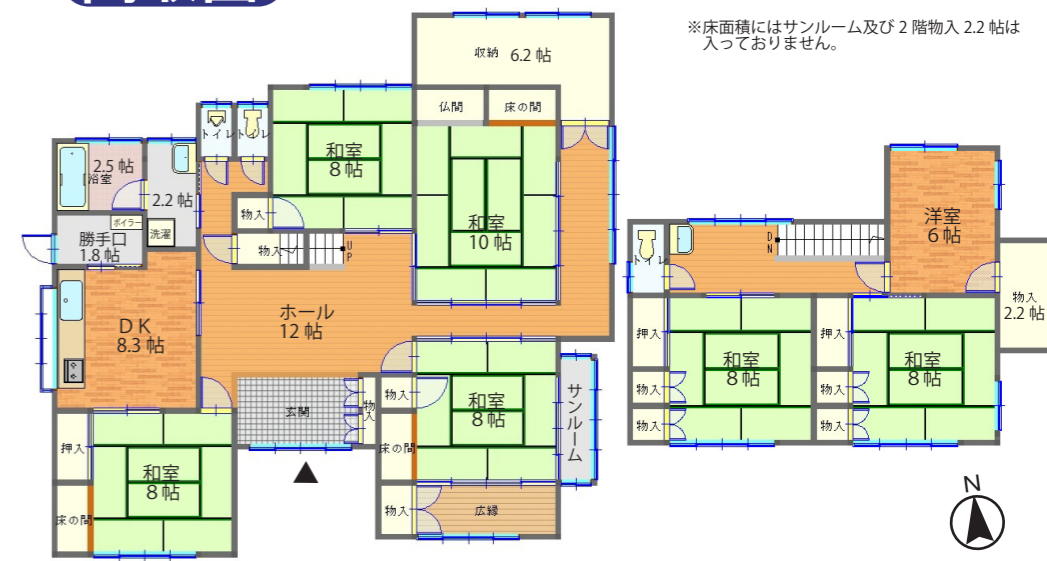 ※床面積にはサンルーム及び 2 階物入 2.2 帖は
入っておりません。
収納 6.2 帖
仏間
床の間
トイレ
トイレ
和室
8 帖
和室
10 帖
物入
物入
UP
2.5 帖
浴室
2.2 帖
洗濯
ボイラー
勝手口
1.8 帖
DK
8.3 帖
ホール
12 帖
玄関
物入
物入
床の間
和室
8 帖
サンルーム
物入
広縁
押入
床の間
和室
8 帖
トイレ
DN
洋室
6 帖
物入
2.2 帖
押入
物入
物入
和室
8 帖
押入
物入
物入
和室
8 帖
N